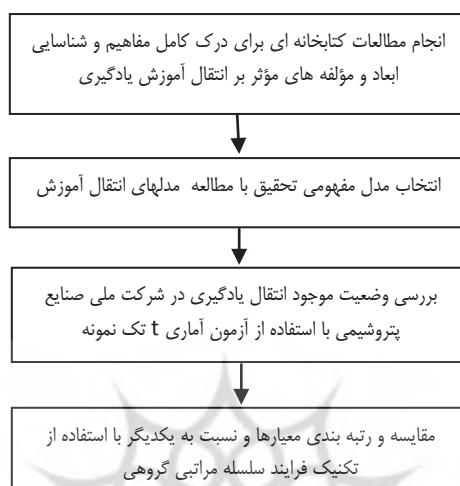 انجام مطالعات کتابخانه ای برای درک کامل مفاهیم و شناسایی
ابعاد و مؤلفه های مؤثر بر انتقال آموزش یادگیری
انتخاب مدل مفهومی تحقیق با مطالعه مدلهای انتقال آموزش
بررسی وضعیت موجود انتقال یادگیری در شرکت ملی صنایع
پتروشیمی با استفاده از آزمون آماری t تک نمونه
مقایسه و رتبه بندی معیارها و نسبت به یکدیگر با استفاده از
تکنیک فرایند سلسله مراتبی گروهی